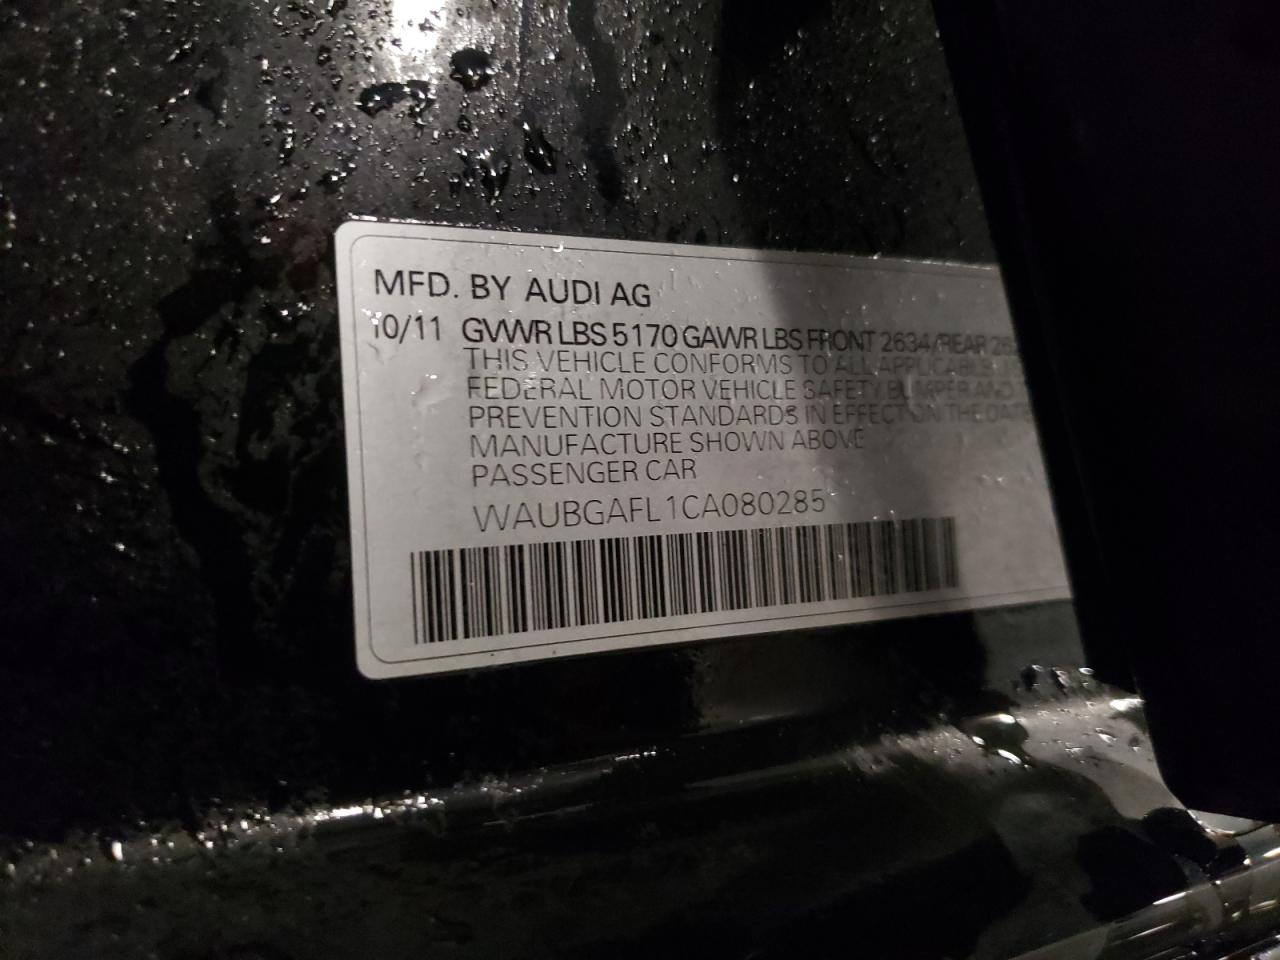 MFD. BY AUDI AG
10/11 GVWR LBS 5170 GAWR LBS FRONT 2634/REAR
THIS VEHICLE CONFORMS TO ALL APPLICABLE
FEDERAL MOTOR VEHICLE SAFETY, BUMPER AND
PREVENTION STANDARDS IN EFFECT ON THE DATE
MANUFACTURE SHOWN ABOVE
PASSENGER CAR
WAUBGAFL1CA080285